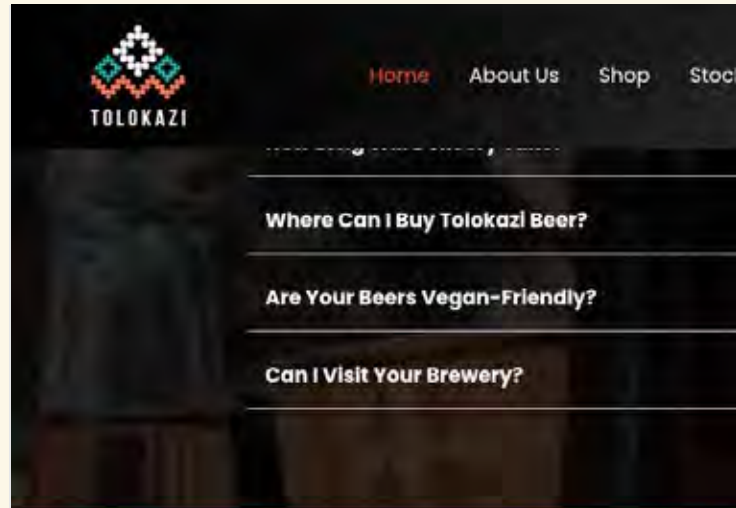 TOLOKAZI
Home About Us Shop
Where Can I Buy Tolokazi Beer?
Are Your Beers Vegan-Friendly?
Can I Visit Your Brewery?